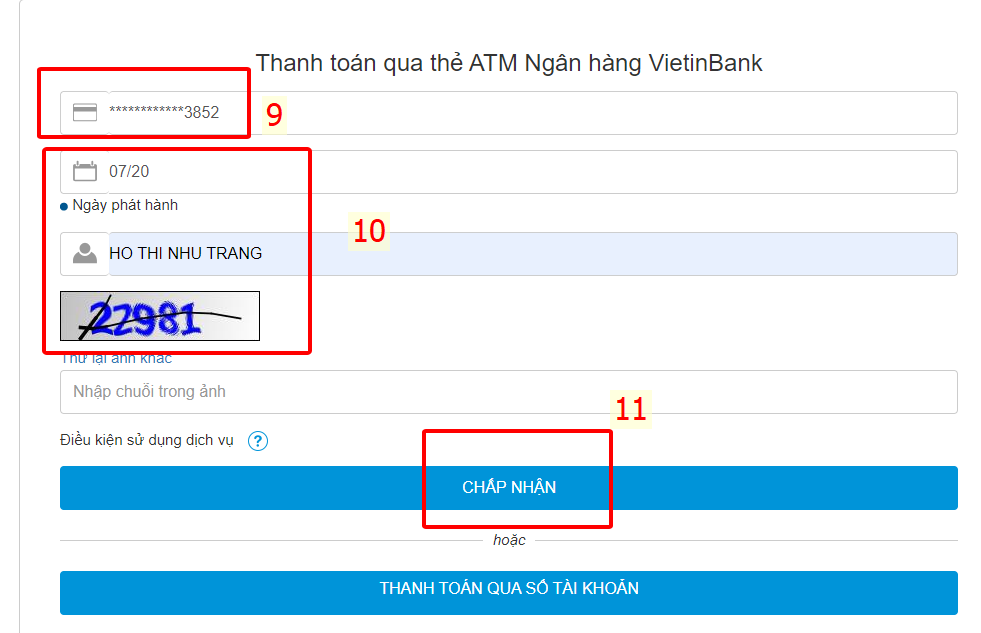 Thanh toán qua thẻ ATM Ngân hàng VietinBank
************3852
9
07/20
Ngày phát hành
10
HO THI NHU TRANG
22981
Thử lại ảnh khác
Nhập chuỗi trong ảnh
11
Điều kiện sử dụng dịch vụ ?
CHẤP NHẬN
hoặc
THANH TOÁN QUA SỐ TÀI KHOẢN